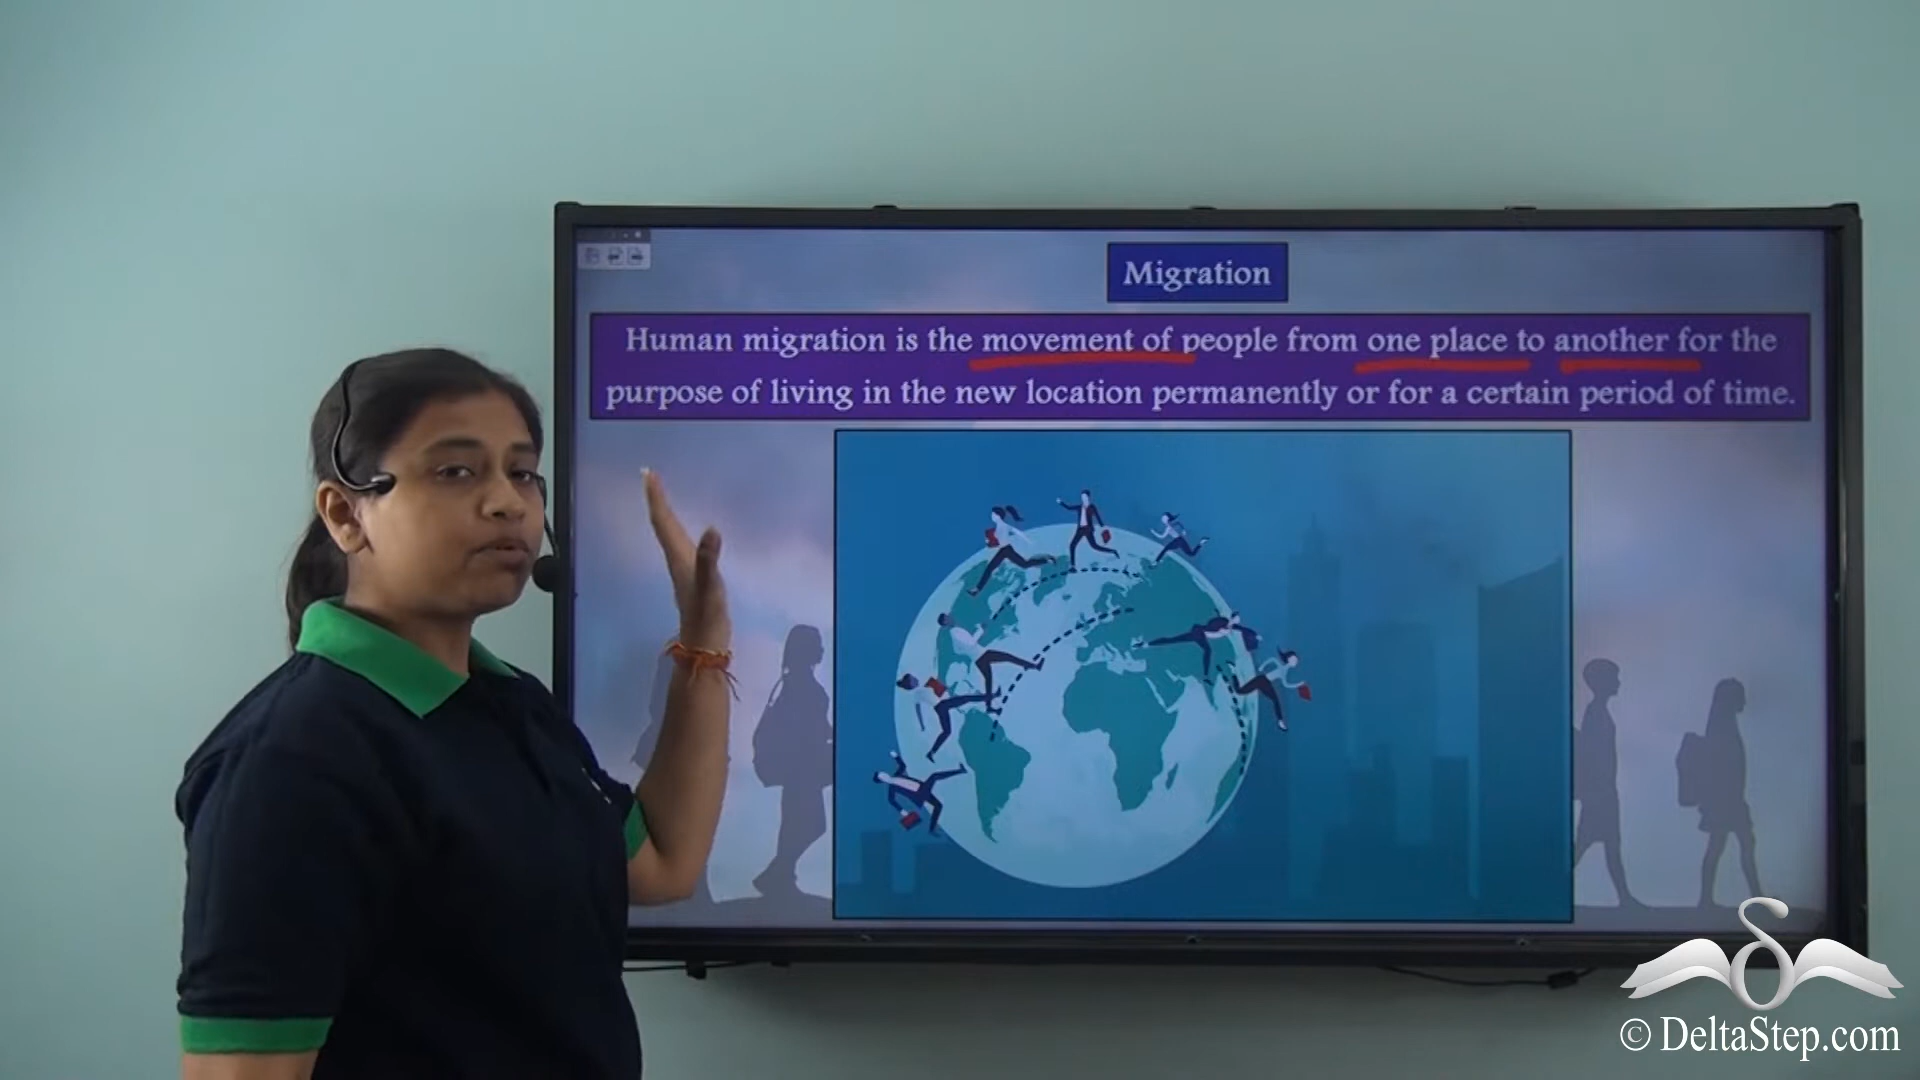 Migration
Human migration is the movement of people from one place to another for the
purpose of living in the new location permanently or for a certain period of time.
© DeltaStep.com